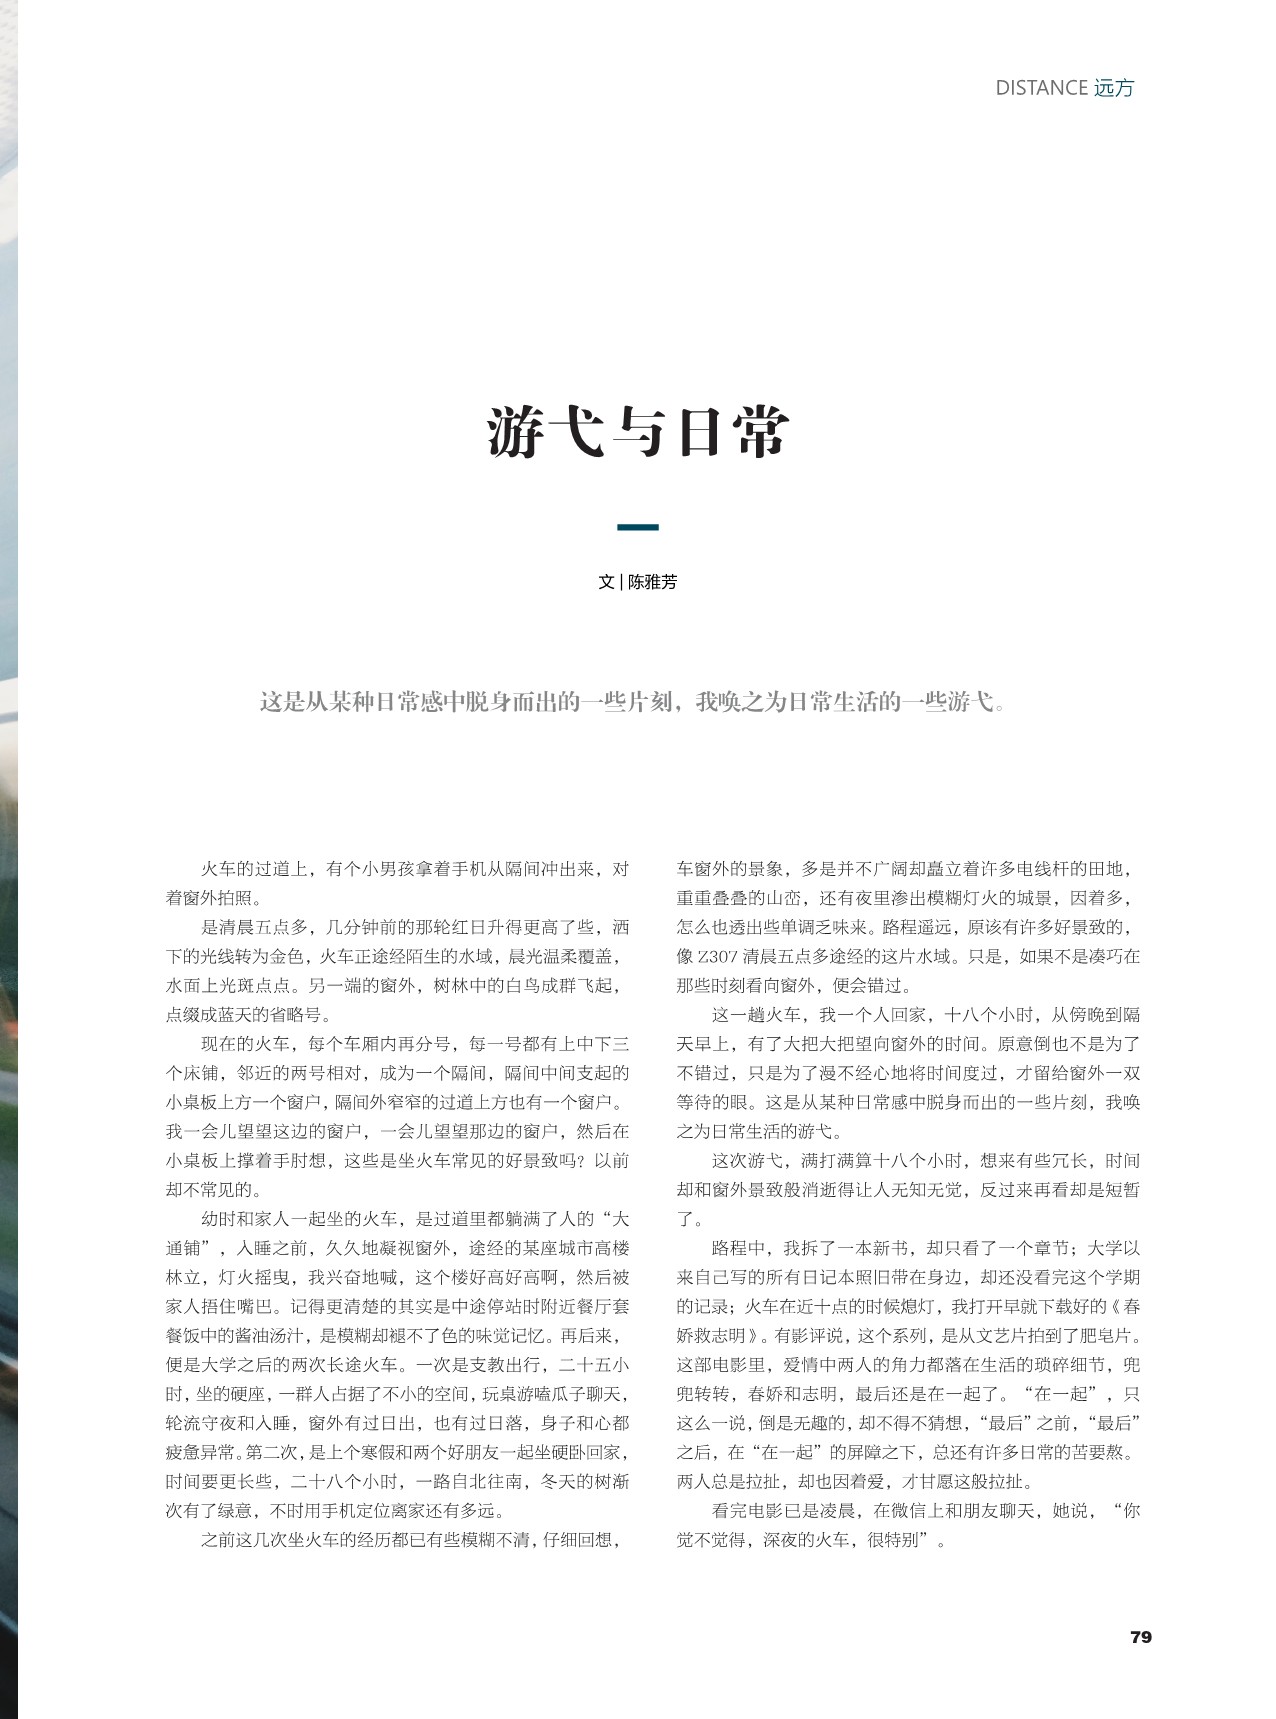 DISTANCE 远方
游弋与日常
文 | 陈雅芳
这是从某种日常感中脱身而出的一些片刻，我唤之为日常生活的一些游弋。
火车的过道上，有个小男孩拿着手机从隔间冲出来，对
着窗外拍照。
是清晨五点多，几分钟前的那轮红日升得更高了些，洒
下的光线转为金色，火车正途经陌生的水域，晨光温柔覆盖，
水面上光斑点点。另一端的窗外，树林中的白鸟成群飞起，
点缀成蓝天的省略号。
现在的火车，每个车厢内再分号，每一号都有上中下三
个床铺，邻近的两号相对，成为一个隔间，隔间中间支起的
小桌板上方一个窗户，隔间外窄窄的过道上方也有一个窗户。
我一会儿望望这边的窗户，一会儿望望那边的窗户，然后在
小桌板上撑着手肘想，这些是坐火车常见的好景致吗？以前
却不常见的。
幼时和家人一起坐的火车，是过道里都躺满了人的“大
通铺”，入睡之前，久久地凝视窗外，途经的某座城市高楼
林立，灯火摇曳，我兴奋地喊，这个楼好高好高啊，然后被
家人捂住嘴巴。记得更清楚的其实是中途停站时附近餐厅套
餐饭中的酱油汤汁，是模糊却褪不了色的味觉记忆。再后来，
便是大学之后的两次长途火车。一次是支教出行，二十五小
时，坐的硬座，一群人占据了不小的空间，玩桌游嗑瓜子聊天，
轮流守夜和入睡，窗外有过日出，也有过日落，身子和心都
疲惫异常。第二次，是上个寒假和两个好朋友一起坐硬卧回家，
时间要更长些，二十八个小时，一路自北往南，冬天的树渐
次有了绿意，不时用手机定位离家还有多远。
之前这几次坐火车的经历都已有些模糊不清，仔细回想，
车窗外的景象，多是并不广阔却矗立着许多电线杆的田地，
重重叠叠的山峦，还有夜里渗出模糊灯火的城景，因着多，
怎么也透出些单调乏味来。路程遥远，原该有许多好景致的，
像 Z307 清晨五点多途经的这片水域。只是，如果不是凑巧在
那些时刻看向窗外，便会错过。
这一趟火车，我一个人回家，十八个小时，从傍晚到隔
天早上，有了大把大把望向窗外的时间。原意倒也不是为了
不错过，只是为了漫不经心地将时间度过，才留给窗外一双
等待的眼。这是从某种日常感中脱身而出的一些片刻，我唤
之为日常生活的游弋。
这次游弋，满打满算十八个小时，想来有些冗长，时间
却和窗外景致般消逝得让人无知无觉，反过来再看却是短暂
了。
路程中，我拆了一本新书，却只看了一个章节；大学以
来自己写的所有日记本照旧带在身边，却还没看完这个学期
的记录；火车在近十点的时候熄灯，我打开早就下载好的《春
娇救志明》。有影评说，这个系列，是从文艺片拍到了肥皂片。
这部电影里，爱情中两人的角力都落在生活的琐碎细节，兜
兜转转，春娇和志明，最后还是在一起了。“在一起”，只
这么一说，倒是无趣的，却不得不猜想，“最后”之前，“最后”
之后，在“在一起”的屏障之下，总还有许多日常的苦要熬。
两人总是拉扯，却也因着爱，才甘愿这般拉扯。
看完电影已是凌晨，在微信上和朋友聊天，她说，“你
觉不觉得，深夜的火车，很特别”。
79